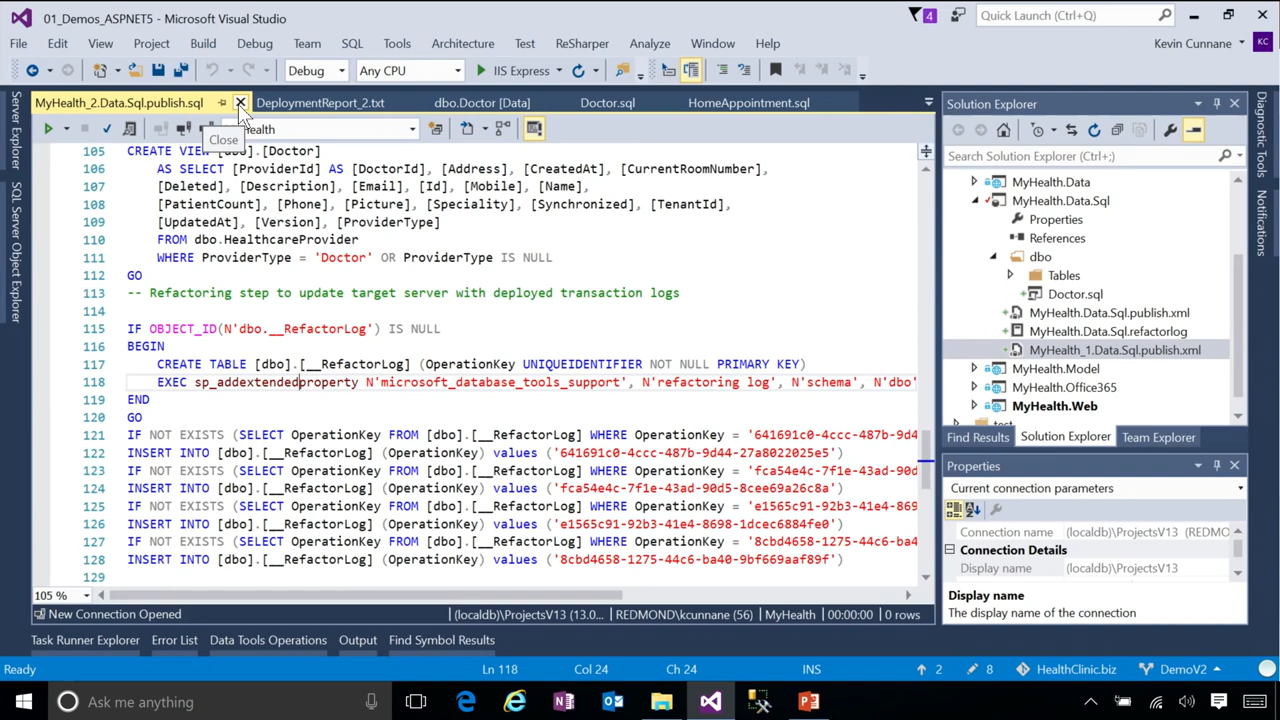 01_Demos_ASPNET5 - Microsoft Visual Studio
4
Quick Launch (Ctrl+Q)
File Edit View Project Build Debug Team SQL Tools Architecture Test ReSharper Analyze Window Help
Kevin Cunnane
KC
Debug
Any CPU
IIS Express
MyHealth_2.Data.Sql.publish.sql
DeploymentReport_2.txt
dbo.Doctor [Data]
Doctor.sql
HomeAppointment.sql
ealth
Close
Server Explorer
SQL Server Object Explorer
105 CREATE VIEW [dbo].[Doctor]
106 AS SELECT [ProviderId] AS [DoctorId], [Address], [CreatedAt], [CurrentRoomNumber],
107 [Deleted], [Description], [Email], [Id], [Mobile], [Name],
108 [PatientCount], [Phone], [Picture], [Speciality], [Synchronized], [TenantId],
109 [UpdatedAt], [Version], [ProviderType]
110 FROM dbo.HealthcareProvider
111 WHERE ProviderType = 'Doctor' OR ProviderType IS NULL
112 GO
113 -- Refactoring step to update target server with deployed transaction logs
114
115 IF OBJECT_ID(N'dbo.__RefactorLog') IS NULL
116 BEGIN
117 CREATE TABLE [dbo].[__RefactorLog] (OperationKey UNIQUEIDENTIFIER NOT NULL PRIMARY KEY)
118 EXEC sp_addextendedproperty N'microsoft_database_tools_support', N'refactoring log', N'schema', N'dbo'
119 END
120 GO
121 IF NOT EXISTS (SELECT OperationKey FROM [dbo].[__RefactorLog] WHERE OperationKey = '641691c0-4ccc-487b-9d4
122 INSERT INTO [dbo].[__RefactorLog] (OperationKey) values ('641691c0-4ccc-487b-9d44-27a8022025e5')
123 IF NOT EXISTS (SELECT OperationKey FROM [dbo].[__RefactorLog] WHERE OperationKey = 'fca54e4c-7f1e-43ad-90d
124 INSERT INTO [dbo].[__RefactorLog] (OperationKey) values ('fca54e4c-7f1e-43ad-90d5-8cee69a26c8a')
125 IF NOT EXISTS (SELECT OperationKey FROM [dbo].[__RefactorLog] WHERE OperationKey = 'e1565c91-92b3-41e4-869
126 INSERT INTO [dbo].[__RefactorLog] (OperationKey) values ('e1565c91-92b3-41e4-8698-1dcec6884fe0')
127 IF NOT EXISTS (SELECT OperationKey FROM [dbo].[__RefactorLog] WHERE OperationKey = '8cbd4658-1275-44c6-ba4
128 INSERT INTO [dbo].[__RefactorLog] (OperationKey) values ('8cbd4658-1275-44c6-ba40-9bf669aaf89f')
129
105 %
New Connection Opened
(localdb)\ProjectsV13 (13.0... REDMOND\kcunnane (56) MyHealth 00:00:00 0 rows
Solution Explorer
Search Solution Explorer (Ctrl+;)
MyHealth.Data
MyHealth.Data.Sql
Properties
References
dbo
Tables
Doctor.sql
MyHealth.Data.Sql.publish.xml
MyHealth.Data.Sql.refactorlog
MyHealth_1.Data.Sql.publish.xml
MyHealth.Model
MyHealth.Office365
MyHealth.Web
test
Find Results Solution Explorer Team Explorer
Properties
Current connection parameters
Connection name (localdb)\ProjectsV13 (REDMO
Connection Details
Display name (localdb)\ProjectsV13
Display name
The display name of the connection
Diagnostic Tools
Notifications
Task Runner Explorer Error List Data Tools Operations Output Find Symbol Results
Ready Ln 118 Col 24 Ch 24 INS 2 8 HealthClinic.biz DemoV2
Ask me anything